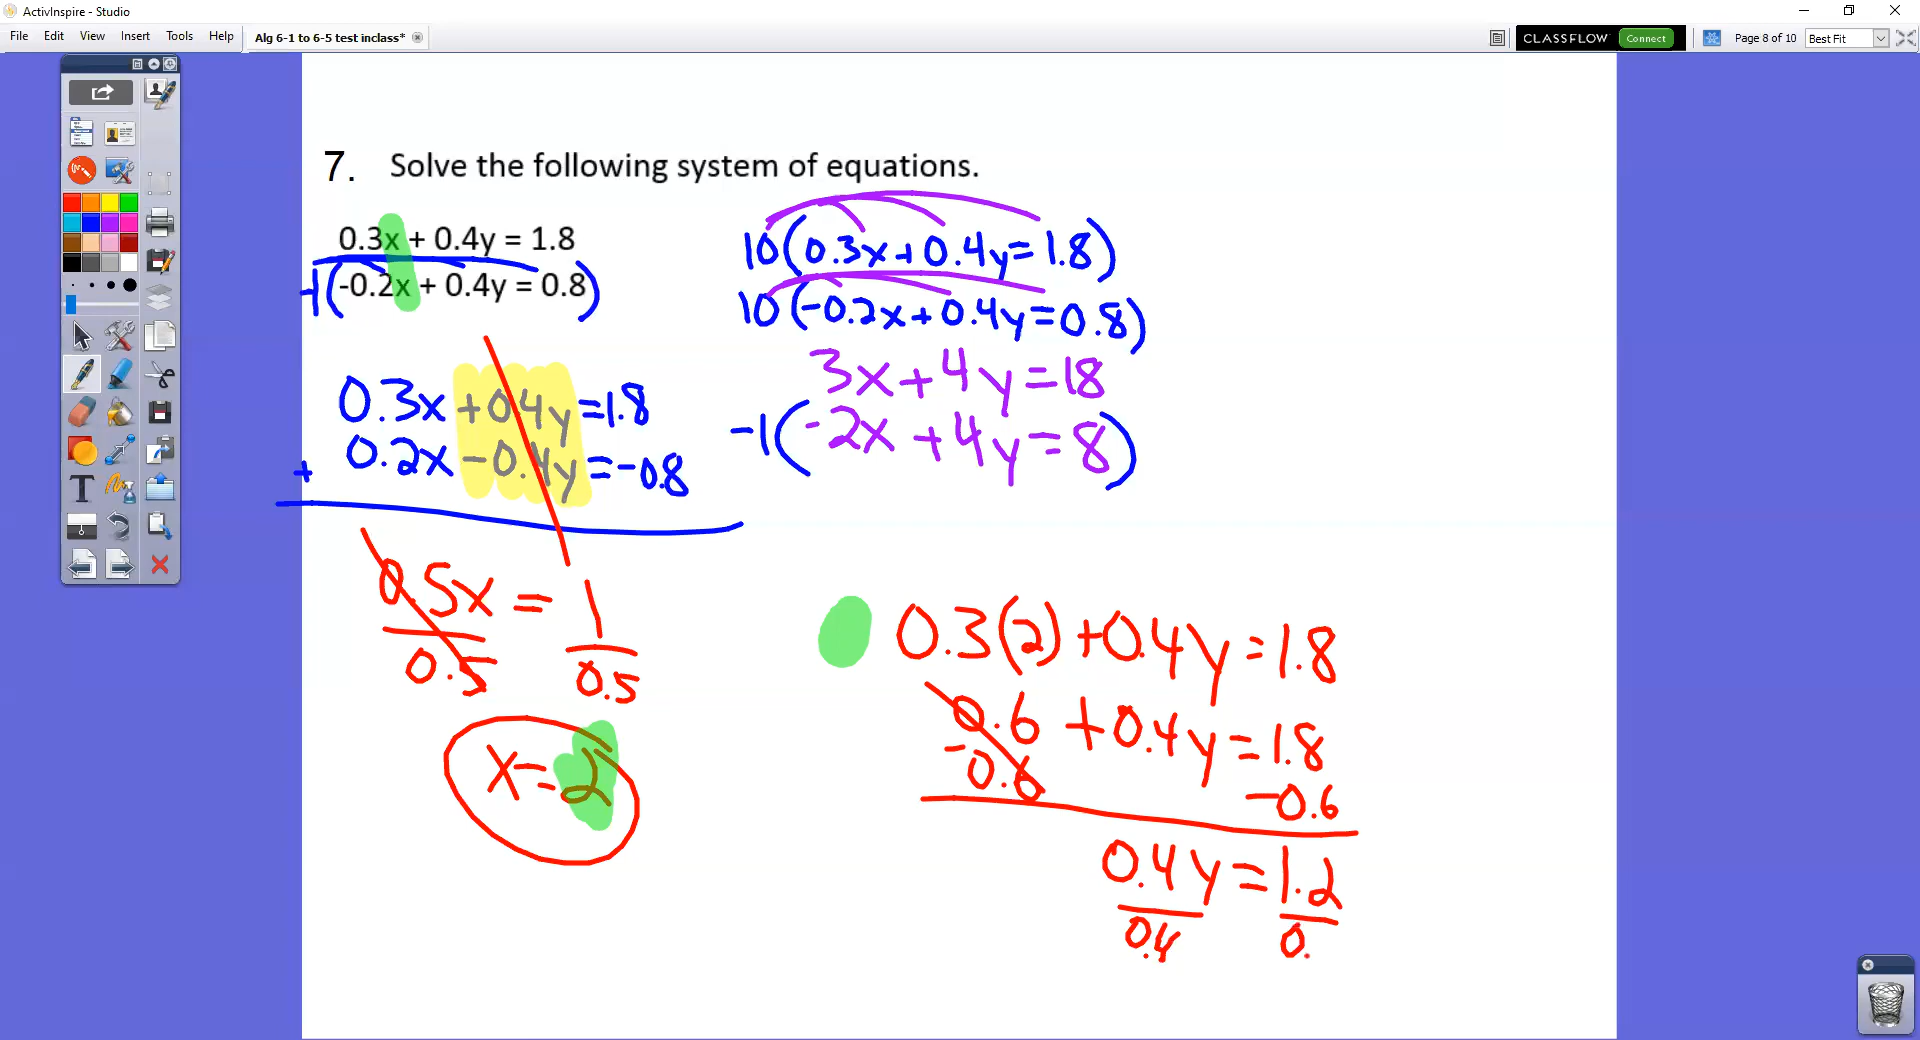 ActivInspire - Studio
File Edit View Insert Tools Help Alg 6-1 to 6-5 test inclass* CLASSFLOW Connect Page 8 of 10 Best Fit
7. Solve the following system of equations.
0.3x + 0.4y = 1.8
-1(-0.2x + 0.4y = 0.8)
0.3x +0.4y =1.8
+ 0.2x -0.4y = -0.8
0.5x = 1
0.5 0.5
x=2
10(0.3x+0.4y=1.8)
10(-0.2x+0.4y=0.8)
3x+4y=18
-1(-2x+4y=8)
0.3(2)+0.4y=1.8
0.6 +0.4y=1.8
-0.6 -0.6
0.4y=1.2
0.4 0.
T